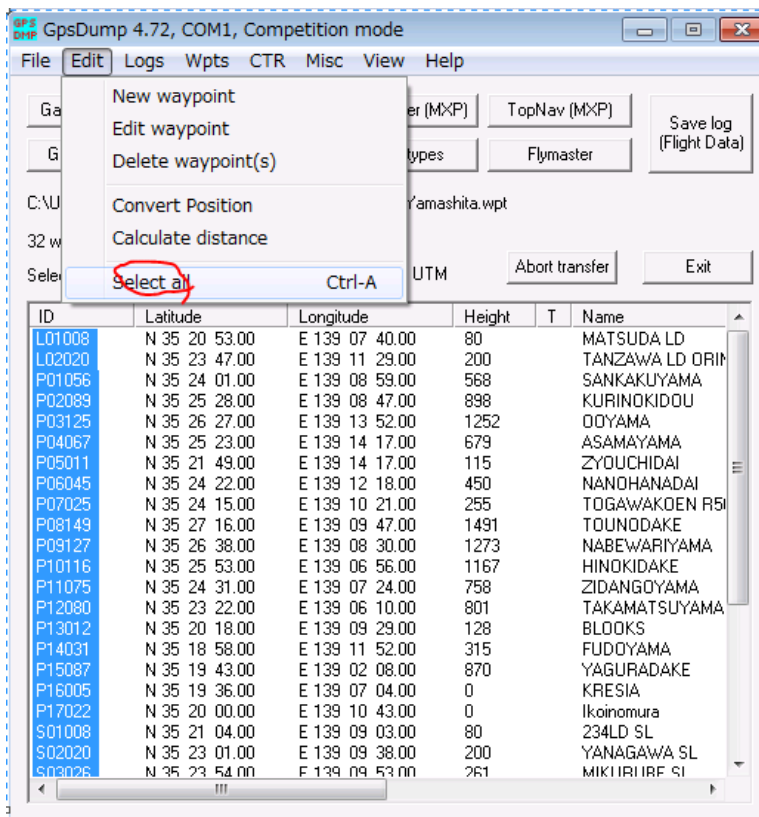 GPS DMP GpsDump 4.72, COM1, Competition mode
File Edit Logs Wpts CTR Misc View Help
New waypoint
Edit waypoint
Delete waypoint(s)
Convert Position
Calculate distance
Select all Ctrl-A
Ga er (MXP) TopNav (MXP) Save log
(Flight Data)
G types Flymaster
C:\U Yamashita.wpt
32 w
Sele UTM Abort transfer Exit
ID Latitude Longitude Height T Name
L01008 N 35 20 53.00 E 139 07 40.00 80 MATSUDA LD
L02020 N 35 23 47.00 E 139 11 29.00 200 TANZAWA LD ORIN
P01056 N 35 24 01.00 E 139 08 59.00 568 SANKAKUYAMA
P02089 N 35 25 28.00 E 139 08 47.00 898 KURINOKIDOU
P03125 N 35 26 27.00 E 139 13 52.00 1252 OOYAMA
P04067 N 35 25 23.00 E 139 14 17.00 679 ASAMAYAMA
P05011 N 35 21 49.00 E 139 14 17.00 115 ZYOUCHIDAI
P06045 N 35 24 22.00 E 139 12 18.00 450 NANOHANADAI
P07025 N 35 24 15.00 E 139 10 21.00 255 TOGAWAKOEN R5
P08149 N 35 27 16.00 E 139 09 47.00 1491 TOUNODAKE
P09127 N 35 26 38.00 E 139 08 30.00 1273 NABEWARIYAMA
P10116 N 35 25 53.00 E 139 06 56.00 1167 HINOKIDAKE
P11075 N 35 24 31.00 E 139 07 24.00 758 ZIDANGOYAMA
P12080 N 35 23 22.00 E 139 06 10.00 801 TAKAMATSUYAMA
P13012 N 35 20 18.00 E 139 09 29.00 128 BLOOKS
P14031 N 35 18 58.00 E 139 11 52.00 315 FUDOYAMA
P15087 N 35 19 43.00 E 139 02 08.00 870 YAGURADAKE
P16005 N 35 19 36.00 E 139 07 04.00 0 KRESIA
P17022 N 35 20 00.00 E 139 10 43.00 0 Ikoinomura
S01008 N 35 21 04.00 E 139 09 03.00 80 234LD SL
S02020 N 35 23 01.00 E 139 09 38.00 200 YANAGAWA SL
S03026 N 35 23 54.00 E 139 09 53.00 261 MIKURUBE SL